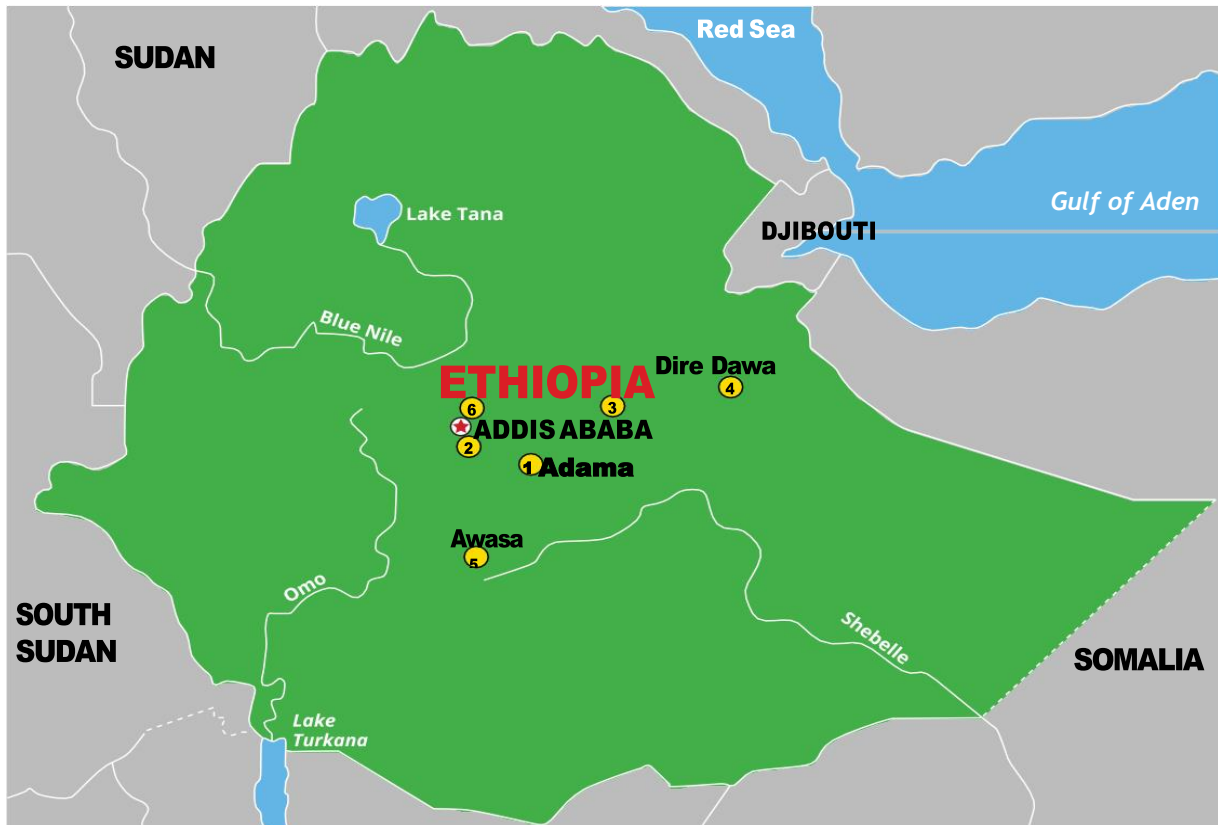 Red Sea
SUDAN
Gulf of Aden
Lake Tana
DJIBOUTI
Blue Nile
Dire Dawa
4
ETHIOPIA
6
3
ADDIS ABABA
2
1 Adama
Awasa
5
Omo
SOUTH
SUDAN
Shebelle
SOMALIA
Lake
Turkana